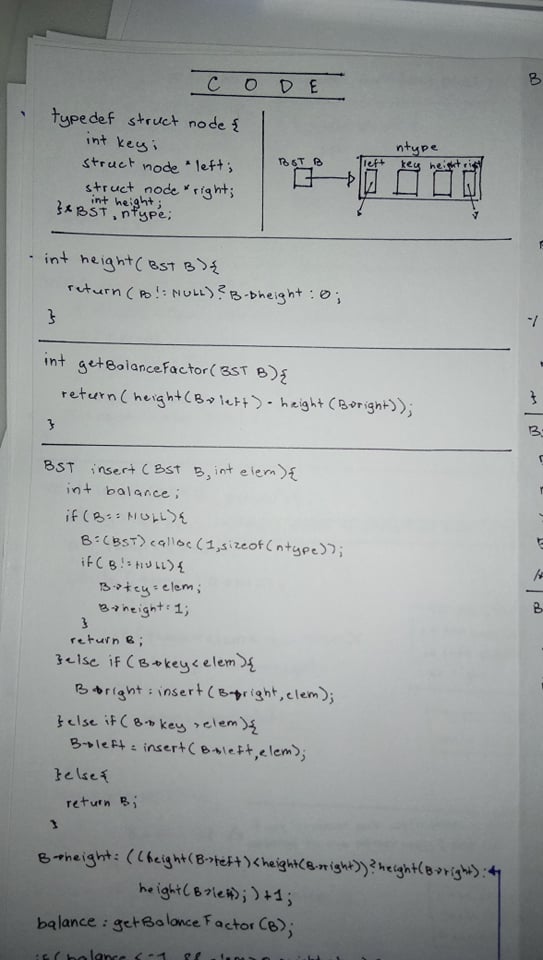 C O D E
typedef struct node {
int key;
struct node *left;
struct node *right;
int height;
}* BST, ntype;
ntype
BST B
left key height right
int height(BST B){
return(B != NULL)? B->height : 0;
}
int getBalanceFactor(BST B){
return(height(B->left) - height(B->right));
}
BST insert(BST B, int elem){
int balance;
if(B == NULL){
B=(BST)calloc(1,sizeof(ntype));
if(B != NULL){
B->key = elem;
B->height = 1;
}
return B;
}else if(B->key < elem){
B->right = insert(B->right, elem);
}else if(B->key > elem){
B->left = insert(B->left, elem);
}else{
return B;
}
B->height = ((height(B->left)<height(B->right))? height(B->right):
height(B->left);)+1;
balance = getBalanceFactor(B);
if(balance < -1 &&